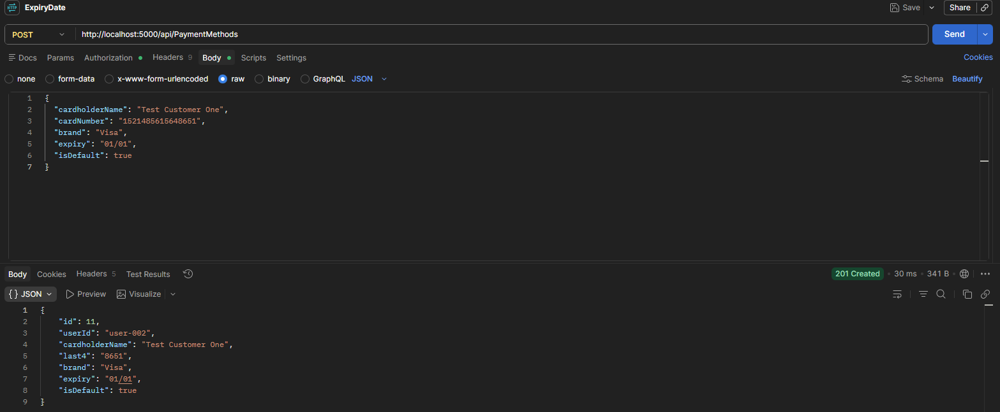 HTTP ExpiryDate Save Share
POST http://localhost:5000/api/PaymentMethods Send
Docs Params Authorization Headers 9 Body Scripts Settings Cookies
none form-data x-www-form-urlencoded raw binary GraphQL JSON Schema Beautify
1 {
2 "cardholderName": "Test Customer One",
3 "cardNumber": "1521485615648651",
4 "brand": "Visa",
5 "expiry": "01/01",
6 "isDefault": true
7 }
Body Cookies Headers 5 Test Results 201 Created 30 ms 341 B
{} JSON Preview Visualize
1 {
2 "id": 11,
3 "userId": "user-002",
4 "cardholderName": "Test Customer One",
5 "last4": "8651",
6 "brand": "Visa",
7 "expiry": "01/01",
8 "isDefault": true
9 }